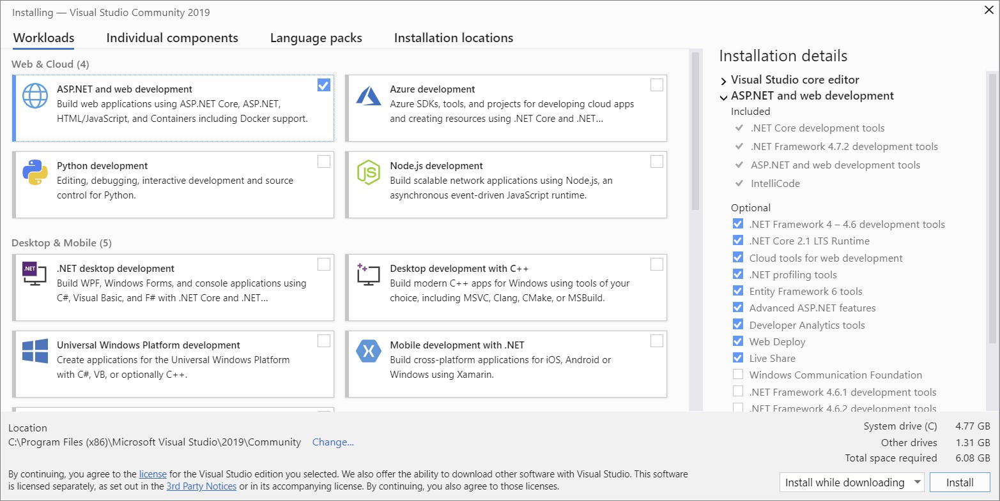 Installing — Visual Studio Community 2019
Workloads
Individual components
Language packs
Installation locations
Web & Cloud (4)
ASP.NET and web development
Build web applications using ASP.NET Core, ASP.NET,
HTML/JavaScript, and Containers including Docker support.
Azure development
Azure SDKs, tools, and projects for developing cloud apps
and creating resources using .NET Core and .NET...
Python development
Editing, debugging, interactive development and source
control for Python.
JS
Node.js development
Build scalable network applications using Node.js, an
asynchronous event-driven JavaScript runtime.
Desktop & Mobile (5)
.NET
.NET desktop development
Build WPF, Windows Forms, and console applications using
C#, Visual Basic, and F# with .NET Core and .NET...
Desktop development with C++
Build modern C++ apps for Windows using tools of your
choice, including MSVC, Clang, CMake, or MSBuild.
Universal Windows Platform development
Create applications for the Universal Windows Platform
with C#, VB, or optionally C++.
Mobile development with .NET
Build cross-platform applications for iOS, Android or
Windows using Xamarin.
Installation details
Visual Studio core editor
ASP.NET and web development
Included
.NET Core development tools
.NET Framework 4.7.2 development tools
ASP.NET and web development tools
IntelliCode
Optional
.NET Framework 4 – 4.6 development tools
.NET Core 2.1 LTS Runtime
Cloud tools for web development
.NET profiling tools
Entity Framework 6 tools
Advanced ASP.NET features
Developer Analytics tools
Web Deploy
Live Share
Windows Communication Foundation
.NET Framework 4.6.1 development tools
.NET Framework 4.6.2 development tools
Location
C:\Program Files (x86)\Microsoft Visual Studio\2019\Community Change...
System drive (C) 4.77 GB
Other drives 1.31 GB
Total space required 6.08 GB
By continuing, you agree to the license for the Visual Studio edition you selected. We also offer the ability to download other software with Visual Studio. This software
is licensed separately, as set out in the 3rd Party Notices or in its accompanying license. By continuing, you also agree to those licenses.
Install while downloading
Install